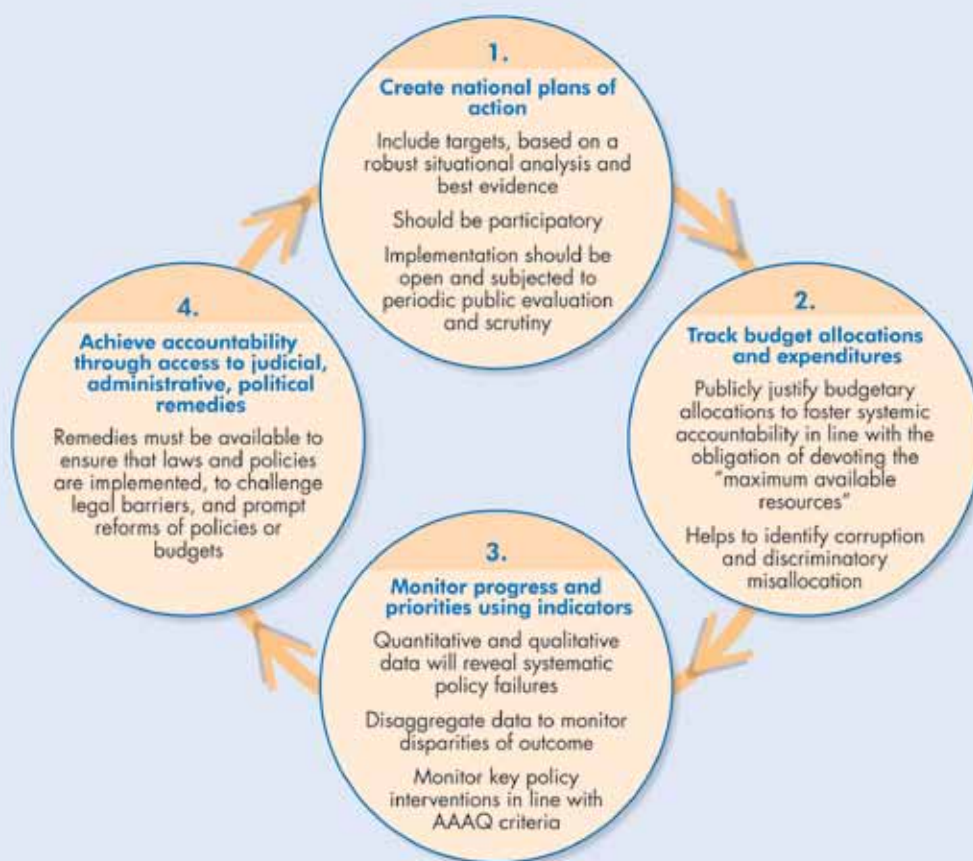 1.
Create national plans of
action
Include targets, based on a
robust situational analysis and
best evidence
Should be participatory
Implementation should be
open and subjected to
periodic public evaluation
and scrutiny
2.
Track budget allocations
and expenditures
Publicly justify budgetary
allocations to foster systemic
accountability in line with the
obligation of devoting the
"maximum available
resources"
Helps to identify corruption
and discriminatory
misallocation
3.
Monitor progress and
priorities using indicators
Quantitative and qualitative
data will reveal systematic
policy failures
Disaggregate data to monitor
disparities of outcome
Monitor key policy
interventions in line with
AAAQ criteria
4.
Achieve accountability
through access to judicial,
administrative, political
remedies
Remedies must be available to
ensure that laws and policies
are implemented, to challenge
legal barriers, and prompt
reforms of policies or
budgets